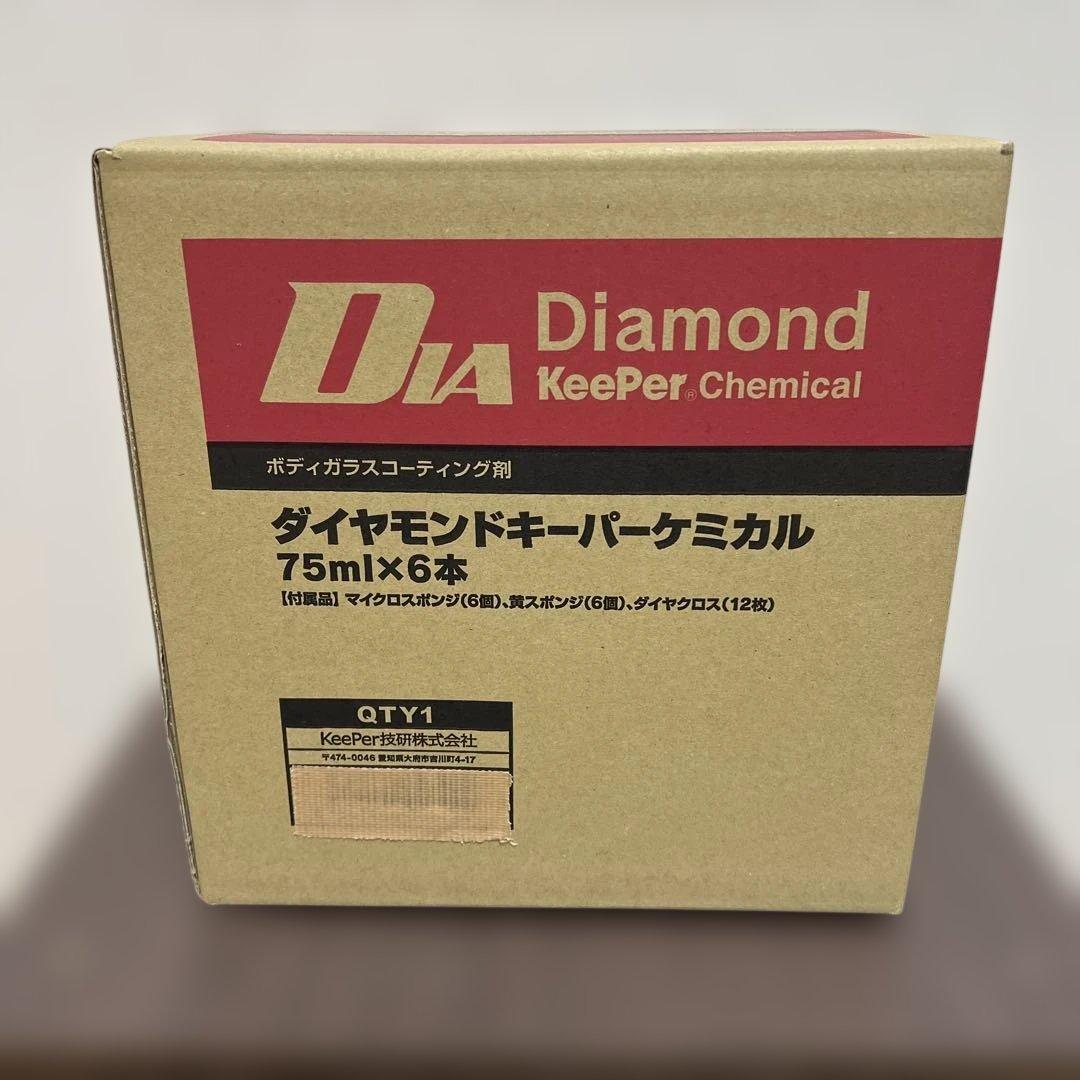 DIA
Diamond
KeePer® Chemical
ボディガラスコーティング剤
ダイヤモンドキーパーケミカル
75ml×6本
【付属品】マイクロスポンジ(6個)、黄スポンジ(6個)、ダイヤクロス(12枚)
QTY1
KeePer技研株式会社
〒474-0046 愛知県大府市吉川町4-17